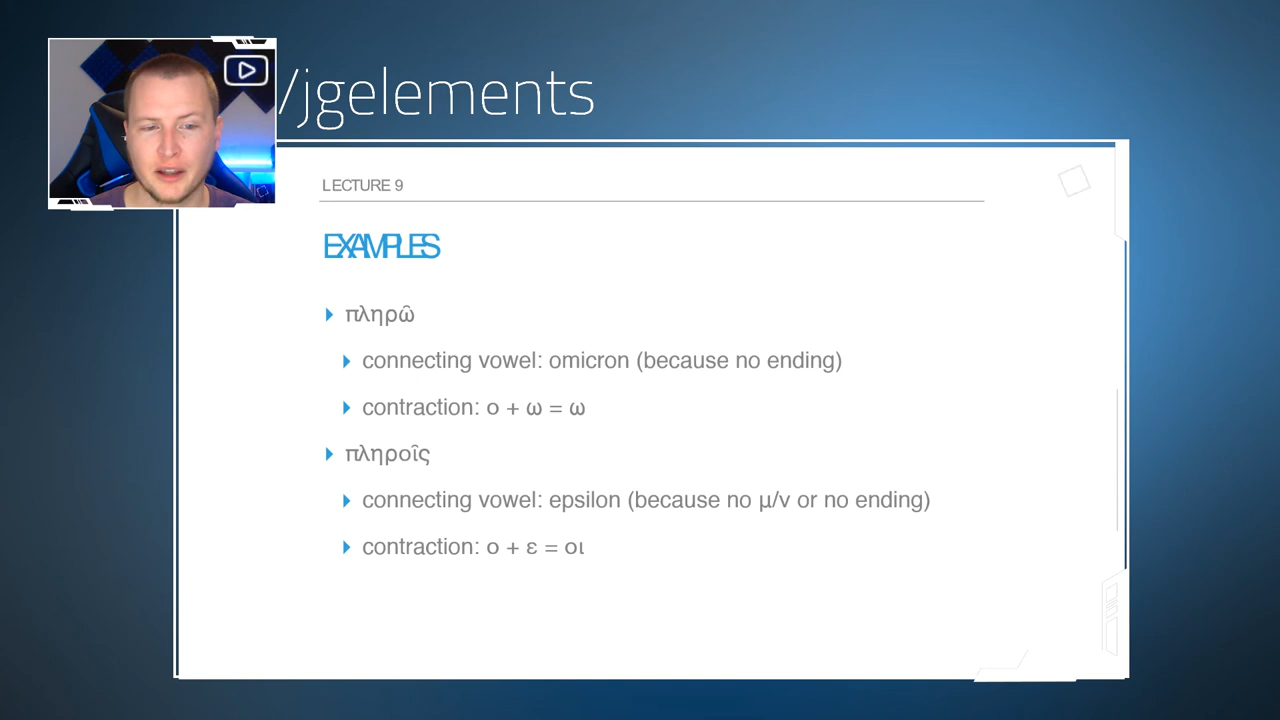 /jgelements
LECTURE 9
EXAMPLES
πληρῶ
connecting vowel: omicron (because no ending)
contraction: ο + ω = ω
πληροῖς
connecting vowel: epsilon (because no μ/ν or no ending)
contraction: ο + ε = οι